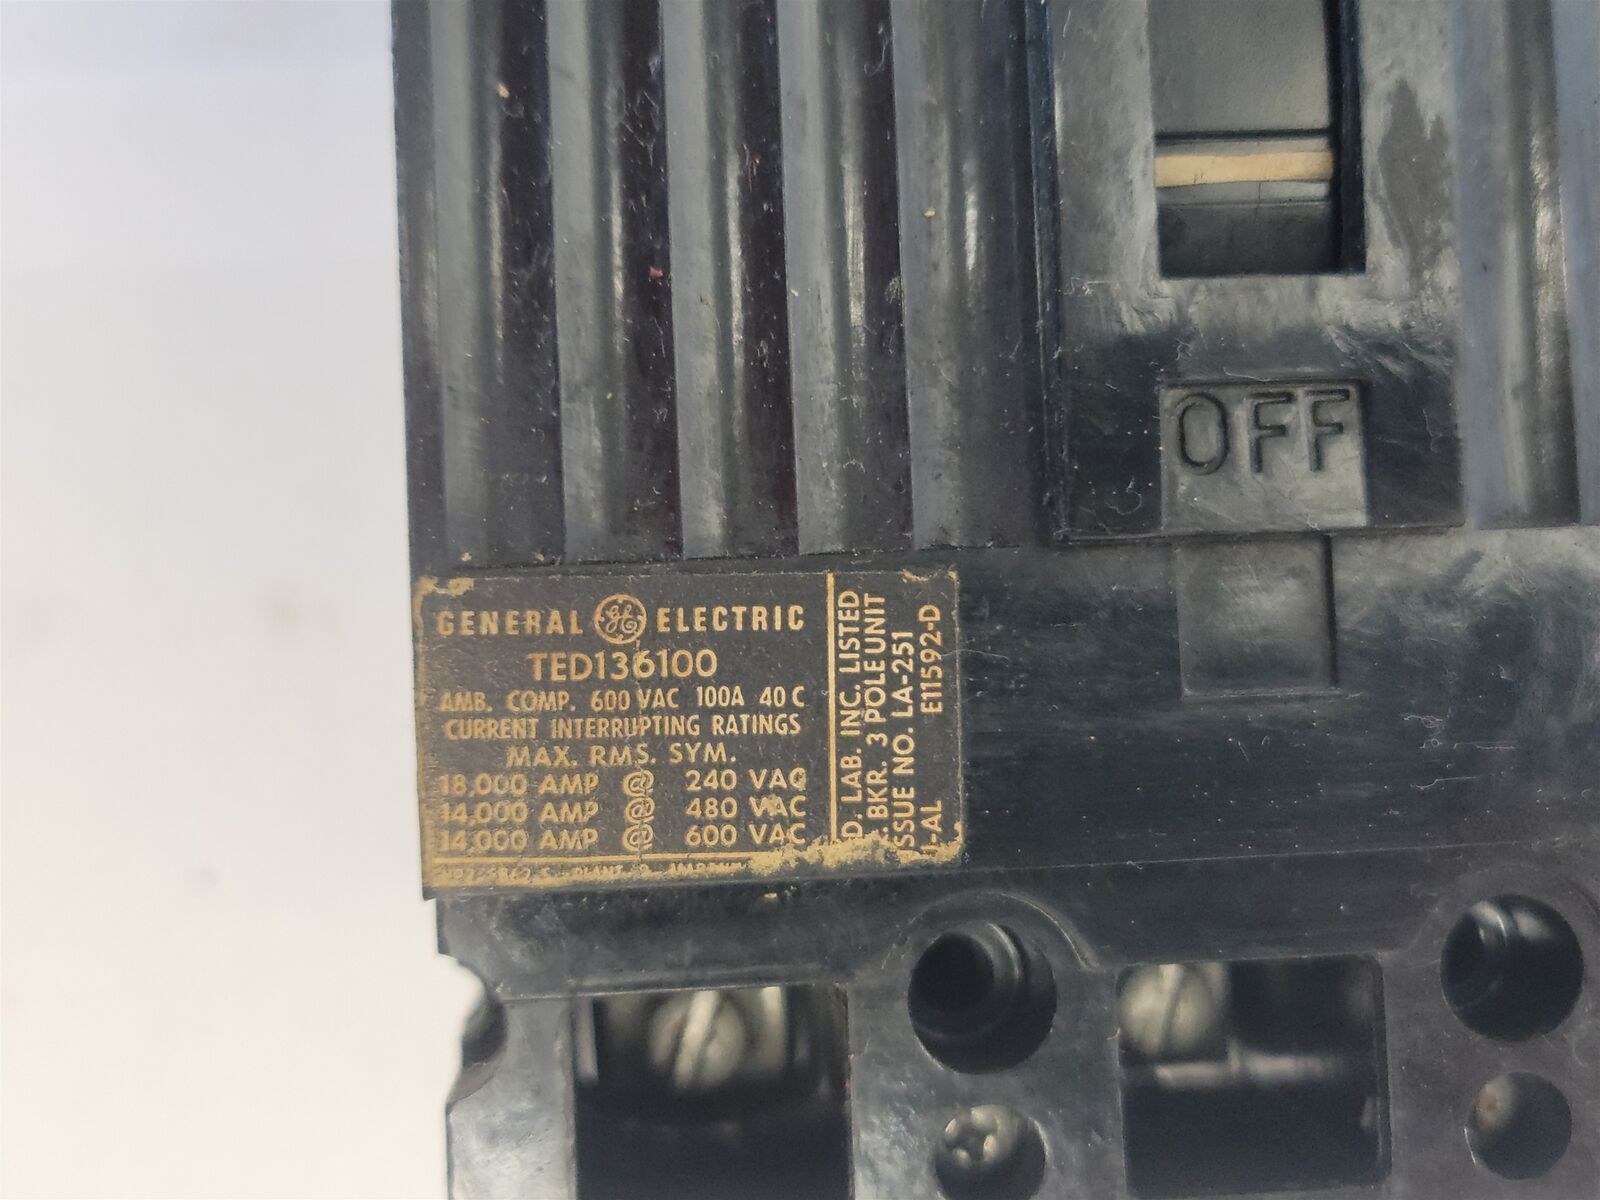 OFF
GENERAL GE ELECTRIC
TED136100
AMB. COMP. 600 VAC 100A 40 C
CURRENT INTERRUPTING RATINGS
MAX. RMS. SYM.
18,000 AMP @ 240 VAC
14,000 AMP @ 480 VAC
14,000 AMP @ 600 VAC
PLANT
D. LAB. INC. LISTED
BKR. 3 POLE UNIT
SSUE NO. LA-251
-AL E11592-D